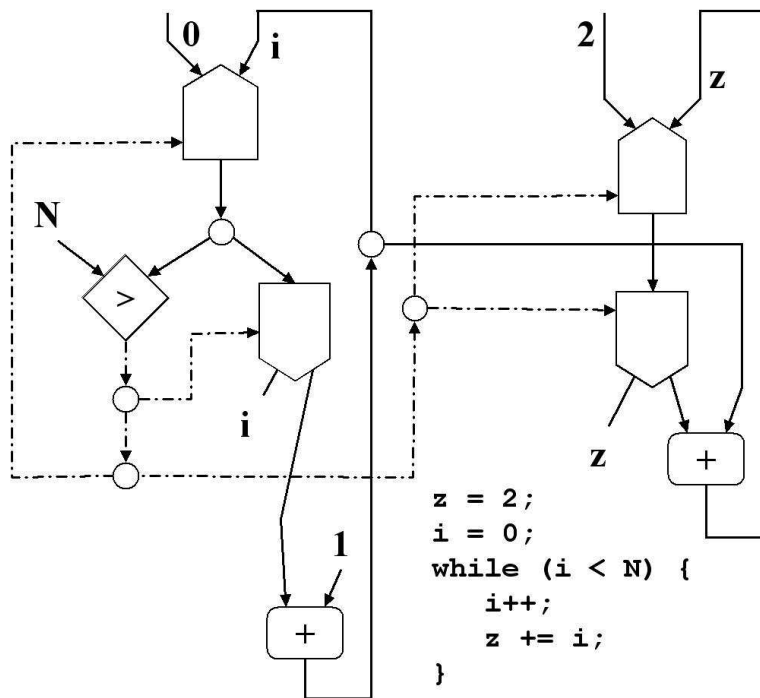 0
i
2
z
N
>
i
z
+
1
+
z = 2;
i = 0;
while (i < N) {
i++;
z += i;
}